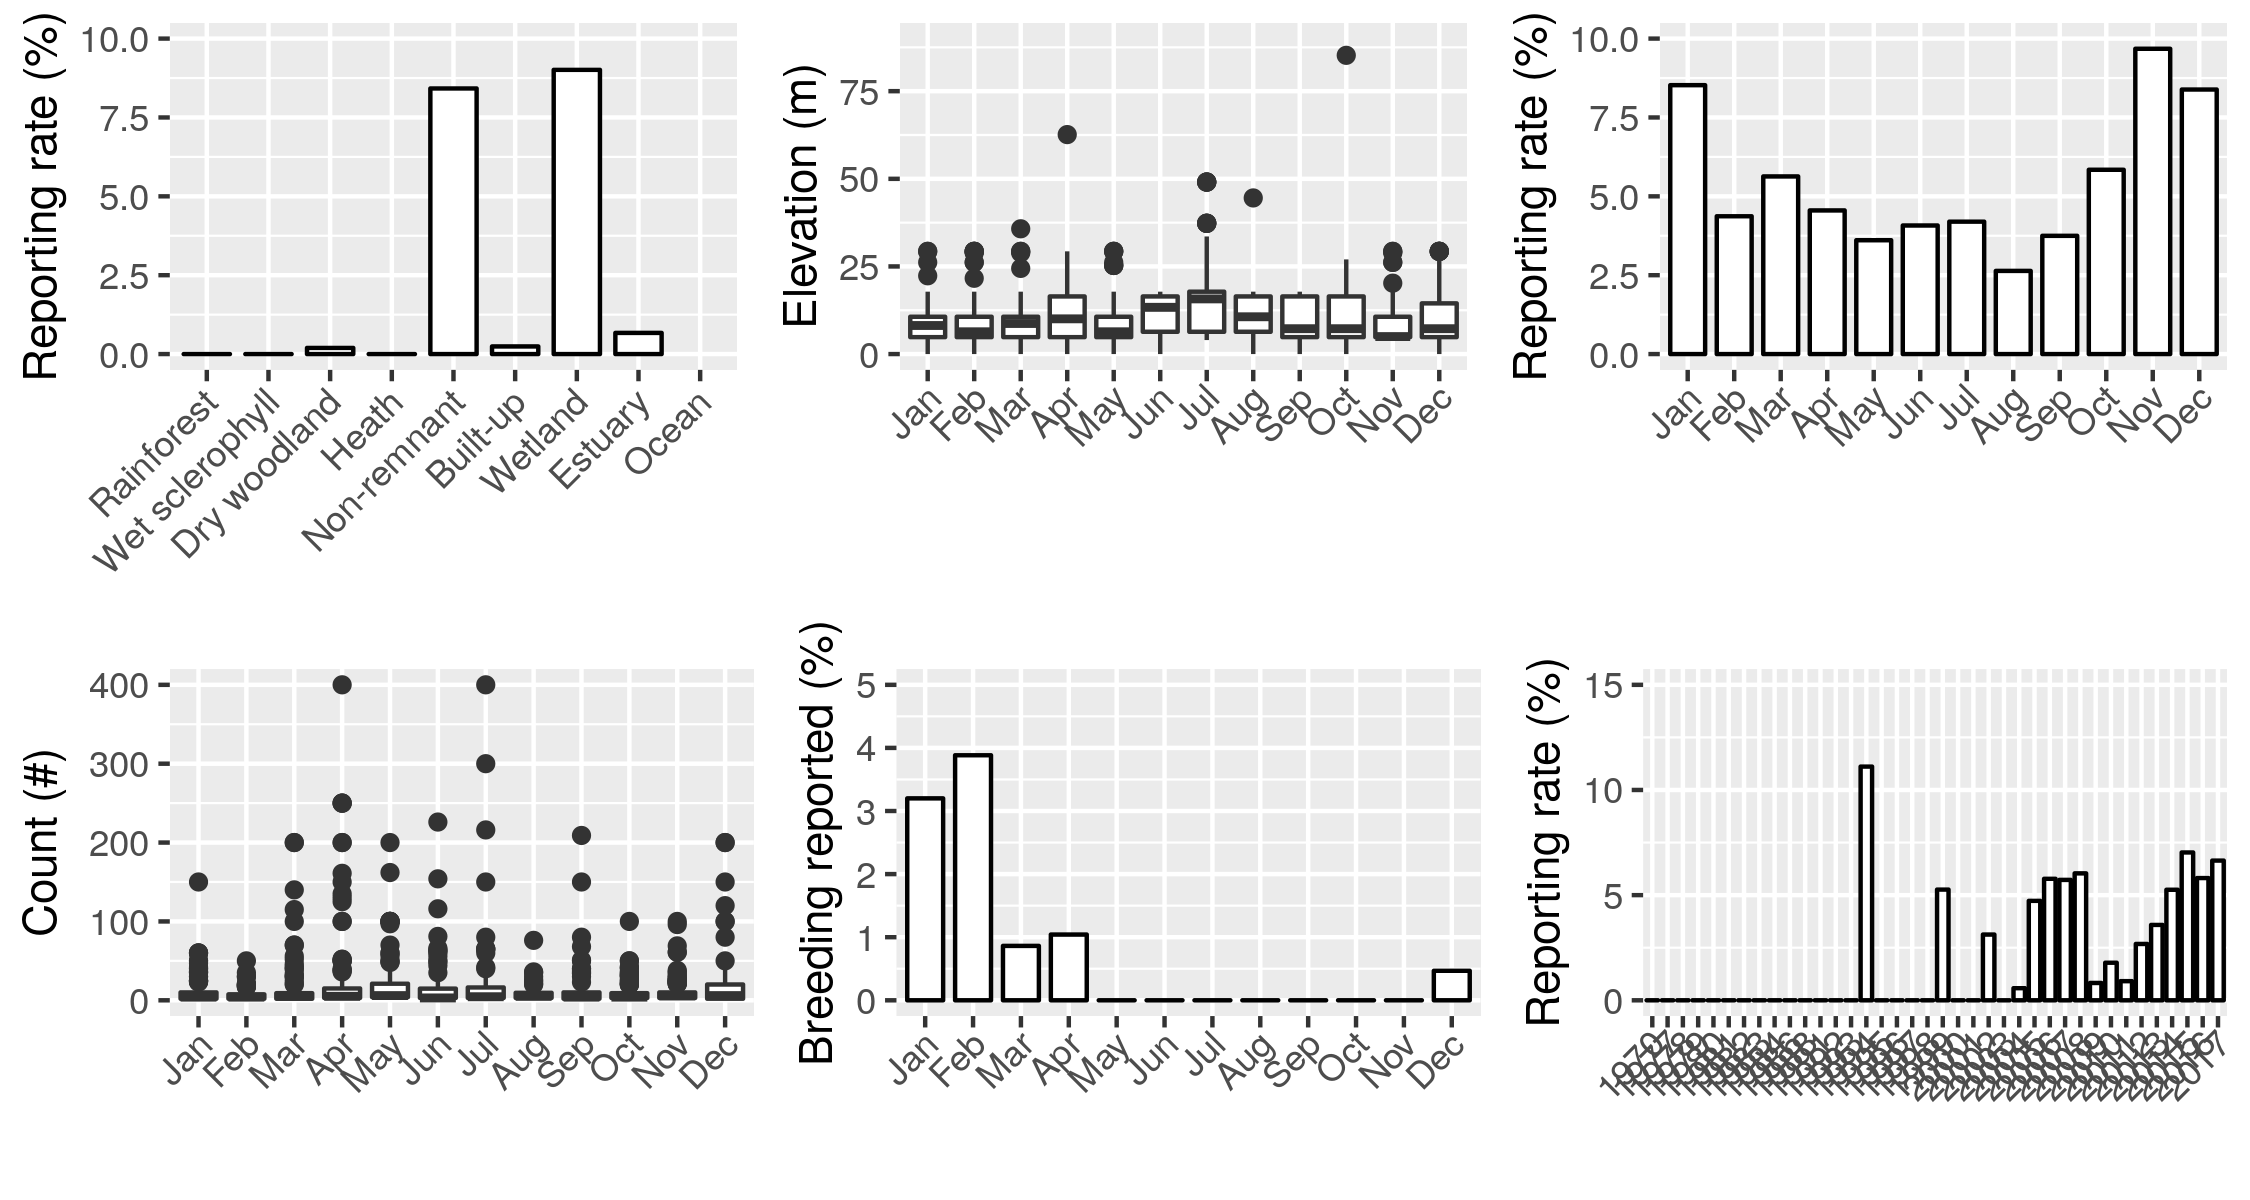 Reporting rate (%)
10.0
7.5
5.0
2.5
0.0
Rainforest
Wet sclerophyll
Dry woodland
Heath
Non-remnant
Built-up
Wetland
Estuary
Ocean
Elevation (m)
75
50
25
0
Jan
Feb
Mar
Apr
May
Jun
Jul
Aug
Sep
Oct
Nov
Dec
Reporting rate (%)
10.0
7.5
5.0
2.5
0.0
Jan
Feb
Mar
Apr
May
Jun
Jul
Aug
Sep
Oct
Nov
Dec
Count (#)
400
300
200
100
0
Jan
Feb
Mar
Apr
May
Jun
Jul
Aug
Sep
Oct
Nov
Dec
Breeding reported (%)
5
4
3
2
1
0
Jan
Feb
Mar
Apr
May
Jun
Jul
Aug
Sep
Oct
Nov
Dec
Reporting rate (%)
15
10
5
0
2017